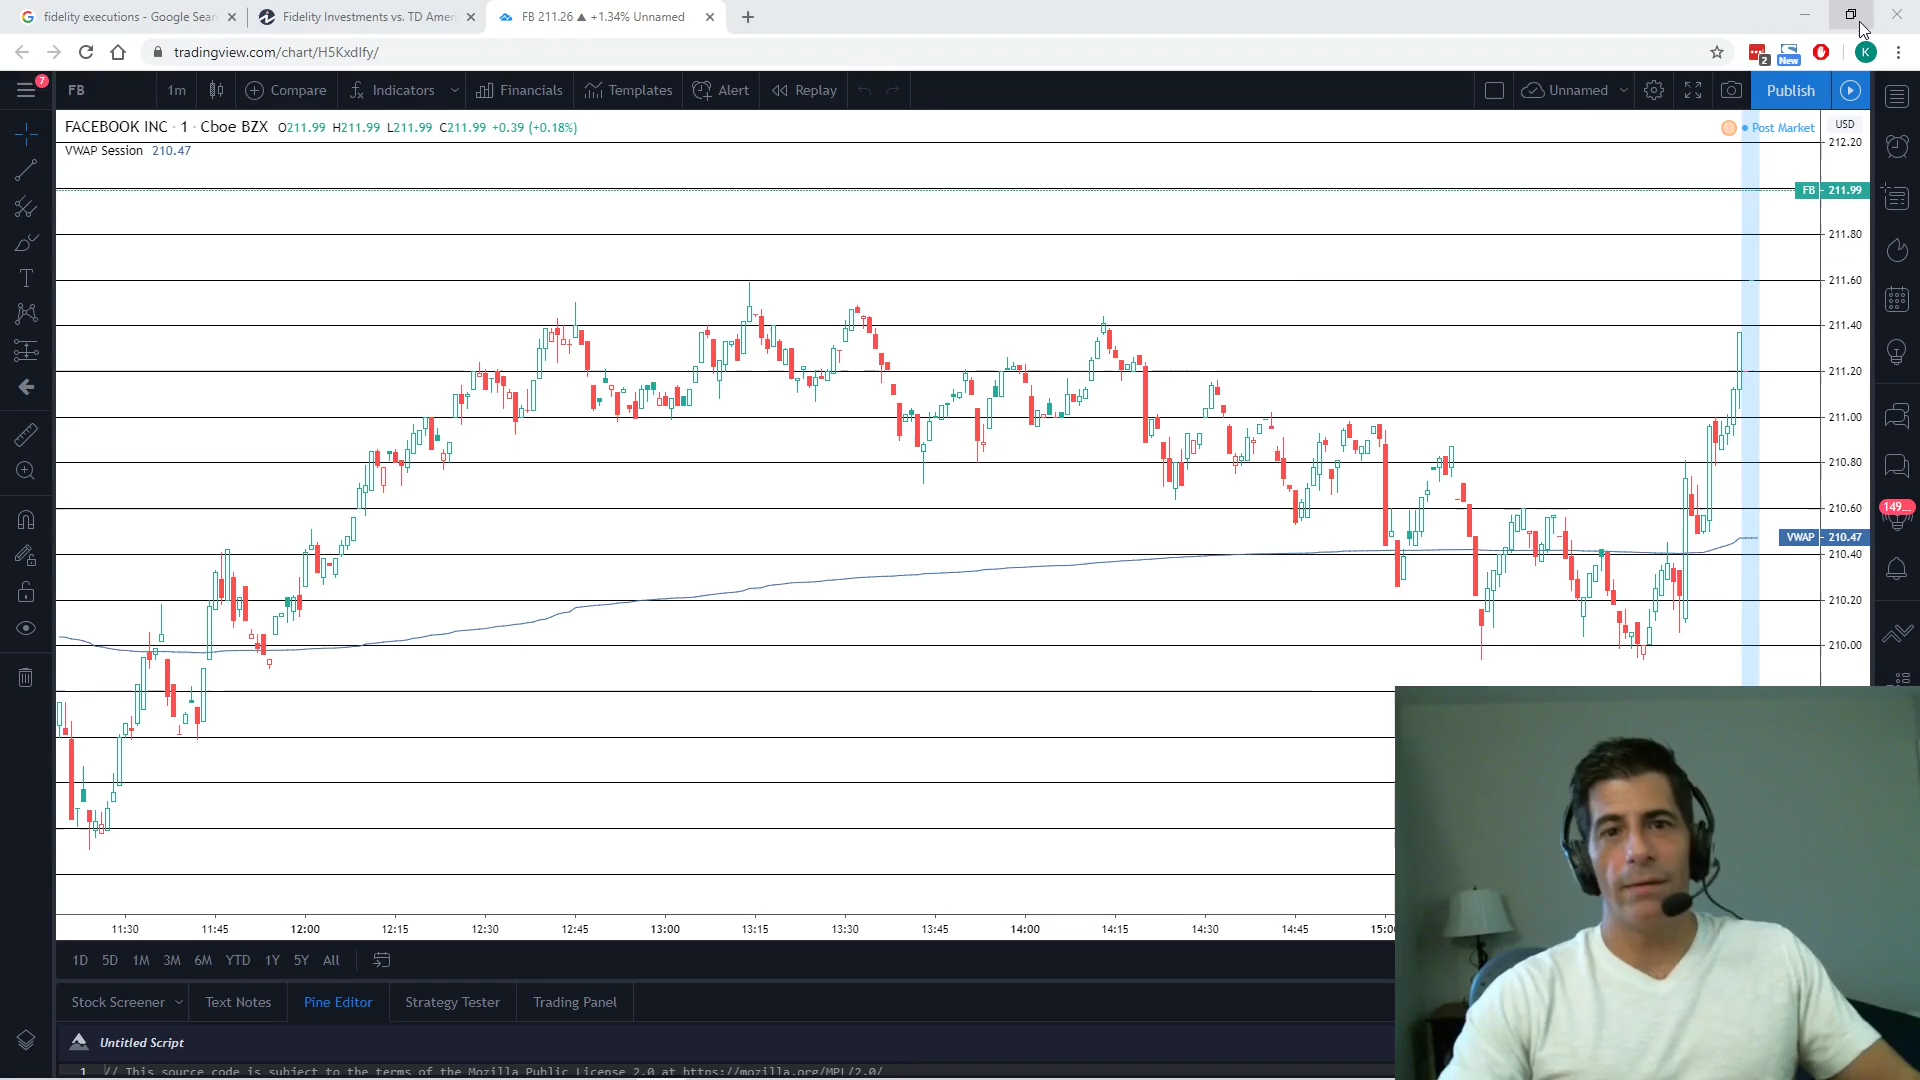 fidelity executions - Google Sear
Fidelity Investments vs. TD Ameri
FB 211.26 ▲ +1.34% Unnamed
tradingview.com/chart/H5KxdIfy/
2
New
K
7
FB
1m
Compare
Indicators
Financials
Templates
Alert
Replay
Unnamed
Publish
FACEBOOK INC · 1 · Cboe BZX O211.99 H211.99 L211.99 C211.99 +0.39 (+0.18%)
Post Market
USD
VWAP Session 210.47
212.20
FB 211.99
211.80
211.60
211.40
211.20
211.00
210.80
210.60
VWAP 210.47
210.40
210.20
210.00
149...
11:30 11:45 12:00 12:15 12:30 12:45 13:00 13:15 13:30 13:45 14:00 14:15 14:30 14:45 15:0
1D 5D 1M 3M 6M YTD 1Y 5Y All
Stock Screener
Text Notes
Pine Editor
Strategy Tester
Trading Panel
Untitled Script
1 // This source code is subject to the terms of the Mozilla Public License 2.0 at https://mozilla.org/MPL/2.0/